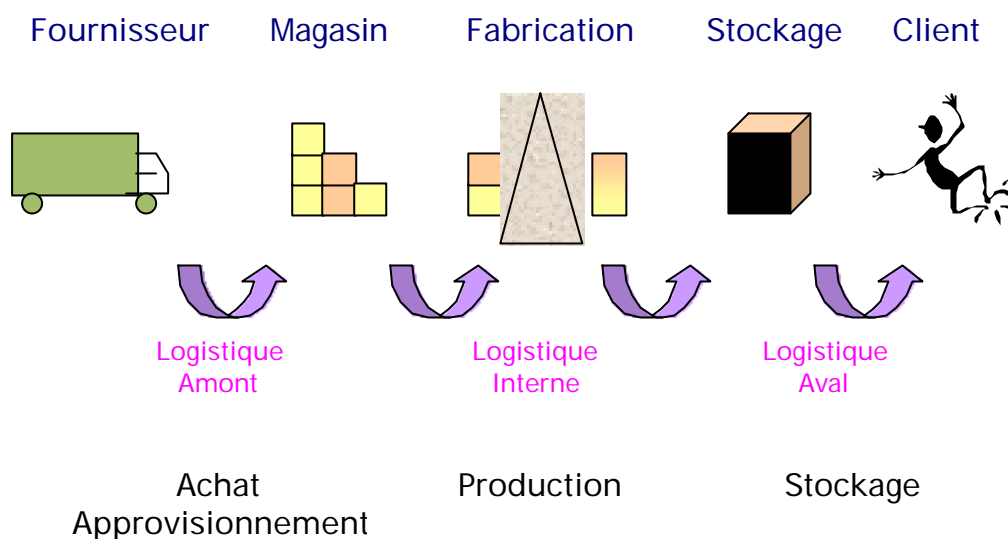 Fournisseur Magasin Fabrication Stockage Client
Logistique Logistique Logistique
Amont Interne Aval
Achat Production Stockage
Approvisionnement